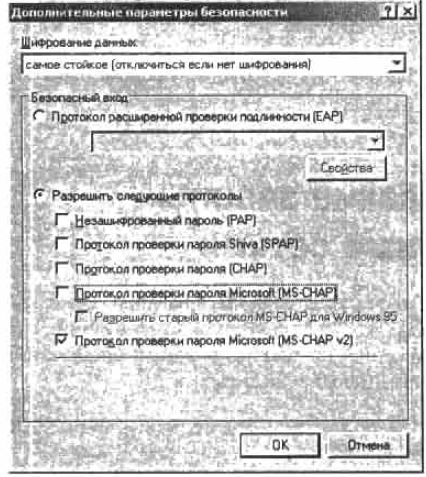 Дополнительные параметры безопасности
Шифрование данных:
самое стойкое (отключиться если нет шифрования)
Безопасный вход
Протокол расширенной проверки подлинности (EAP)
Свойства
Разрешить следующие протоколы
Незашифрованный пароль (PAP)
Протокол проверки пароля Shiva (SPAP)
Протокол проверки пароля (CHAP)
Протокол проверки пароля Microsoft (MS-CHAP)
Разрешить старый протокол MS-CHAP для Windows 95
Протокол проверки пароля Microsoft (MS-CHAP v2)
OK
Отмена